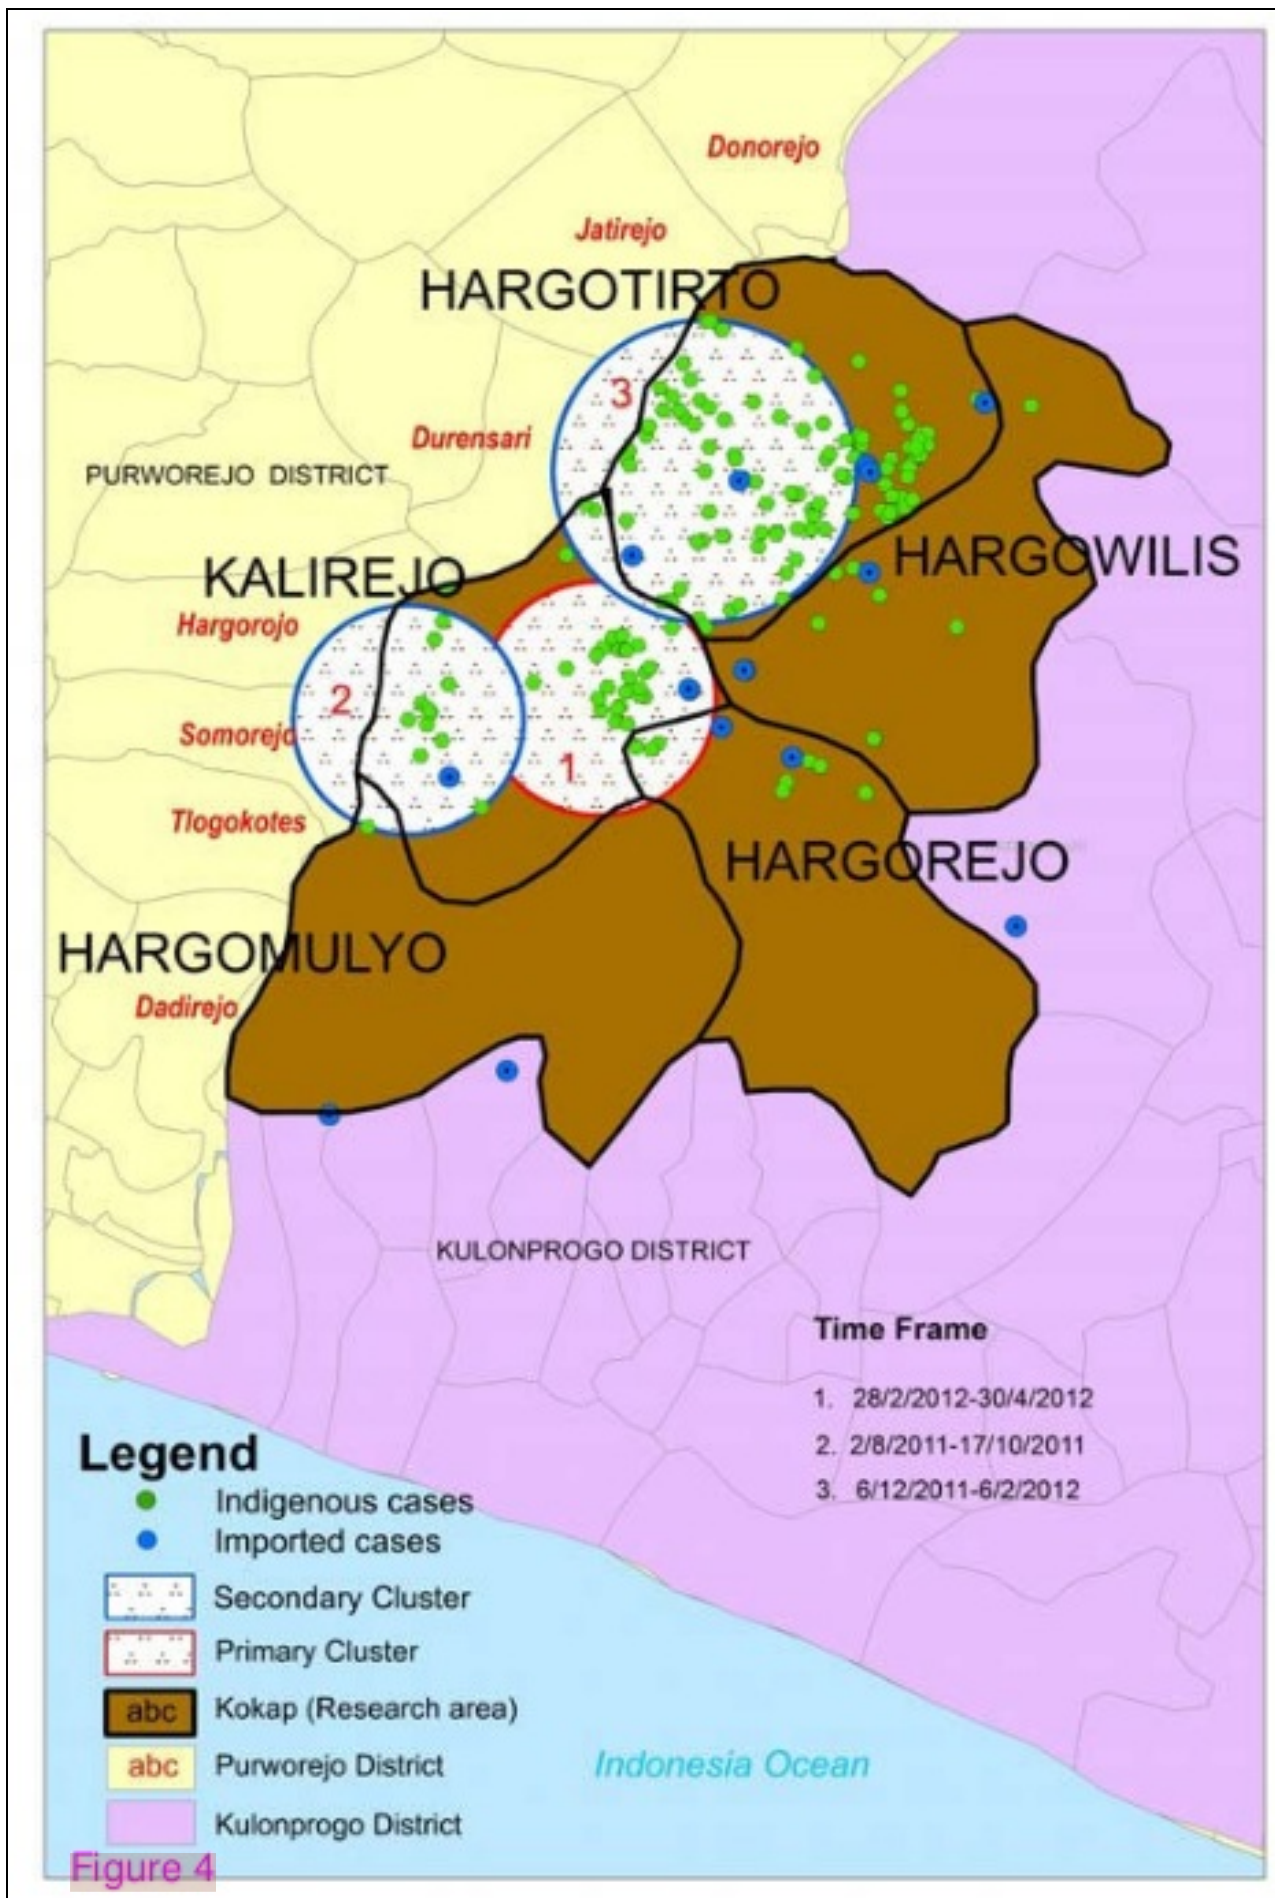 Donorejo
Jatirejo
HARGOTIRTO
3
Durensari
PURWOREJO DISTRICT
HARGOWILIS
KALIREJO
Hargorojo
2
Somorejo
1
Tlogokotes
HARGOREJO
HARGOMULYO
Dadirejo
KULONPROGO DISTRICT
Time Frame
1. 28/2/2012-30/4/2012
2. 2/8/2011-17/10/2011
3. 6/12/2011-6/2/2012
Legend
Indigenous cases
Imported cases
Secondary Cluster
Primary Cluster
abc Kokap (Research area)
abc Purworejo District
Kulonprogo District
Indonesia Ocean
Figure 4